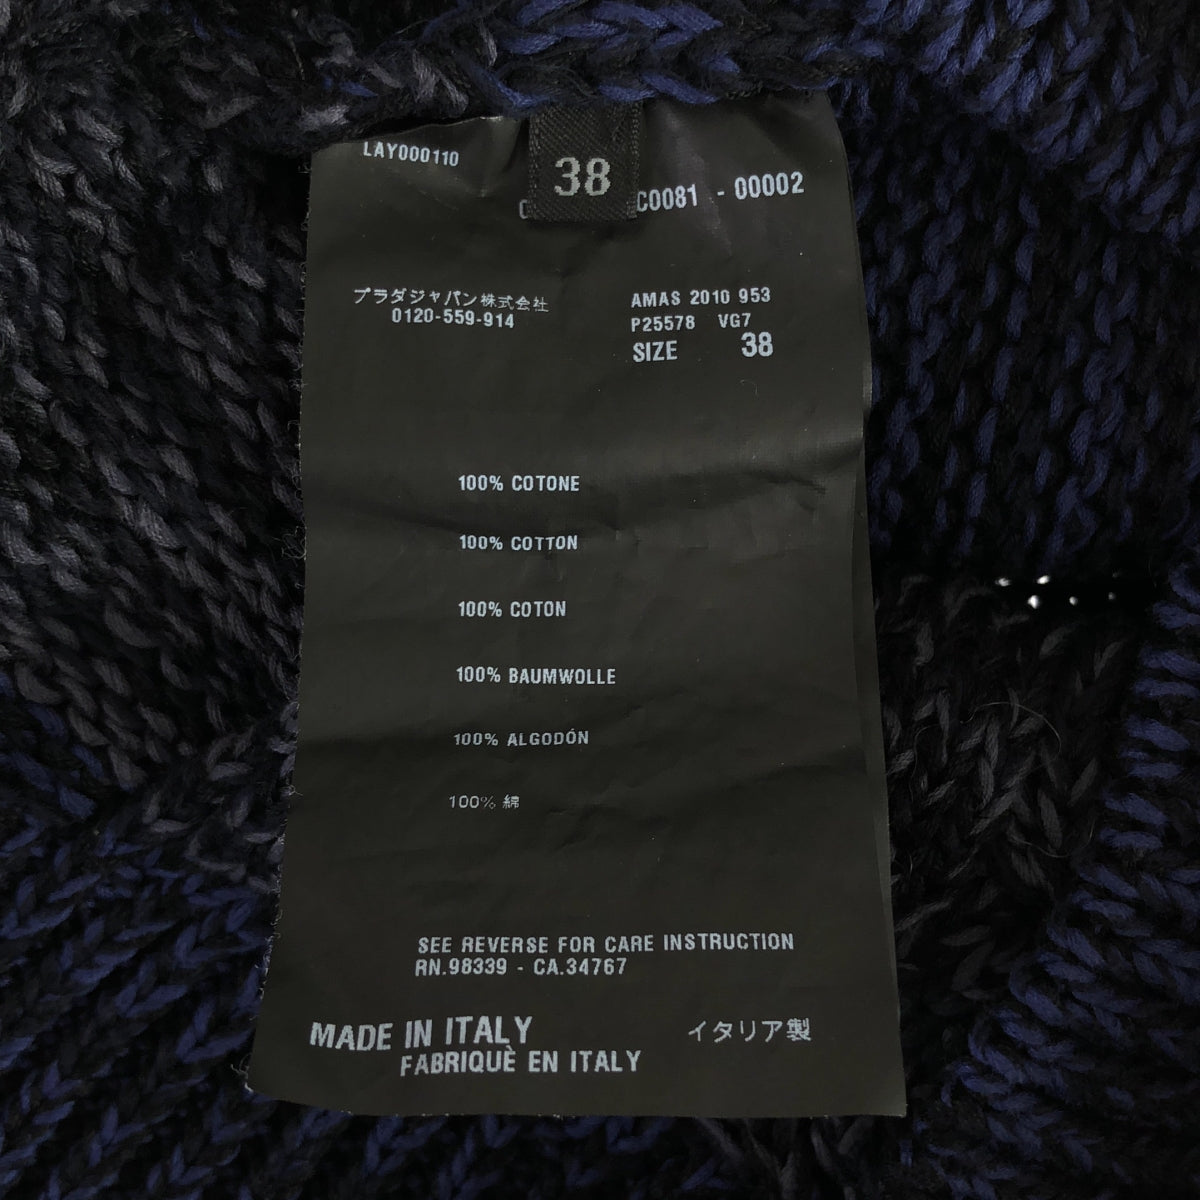 LAY000110
38
C0081 - 00002
プラダジャパン株式会社
0120-559-914
AMAS 2010 953
P25578 VG7
SIZE 38
100% COTONE
100% COTTON
100% COTON
100% BAUMWOLLE
100% ALGODÓN
100% 綿
SEE REVERSE FOR CARE INSTRUCTION
RN.98339 - CA.34767
MADE IN ITALY
イタリア製
FABRIQUÈ EN ITALY